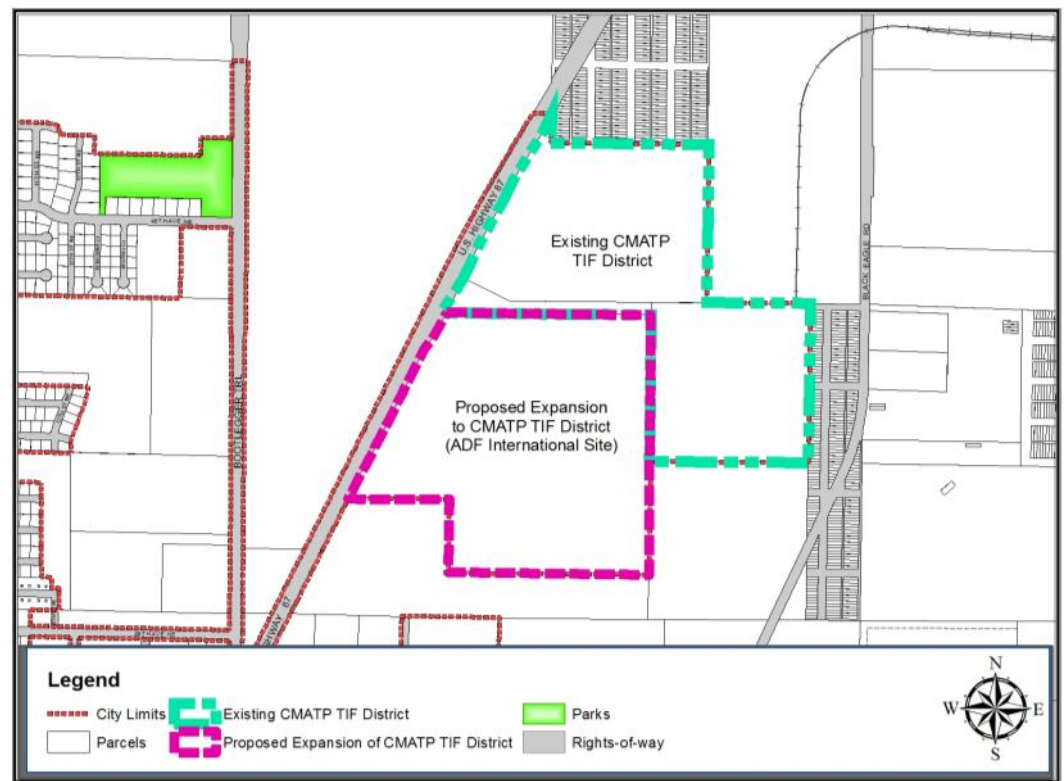 U.S. HIGHWAY 87
Existing CMATP
TIF District
BLACK EAGLE RD
Proposed Expansion
to CMATP TIF District
(ADF International Site)
BOOTLEGGER TRL
HIGHWAY 87
Legend
City Limits
Existing CMATP TIF District
Parks
Parcels
Proposed Expansion of CMATP TIF District
Rights-of-way
N
W
E
S